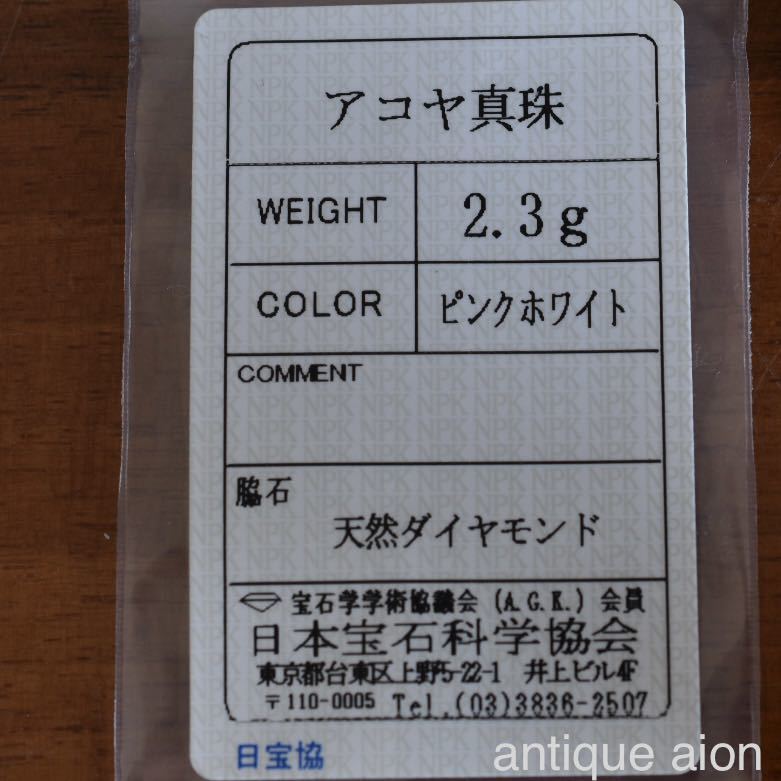 アコヤ真珠
WEIGHT 2.3g
COLOR ピンクホワイト
COMMENT
脇石
天然ダイヤモンド
宝石学学術協議会 (A.G.K.) 会員
日本宝石科学協会
東京都台東区上野5-22-1 井上ビル4F
〒110-0005 Tel.(03)3836-2507
日宝協
antique aion